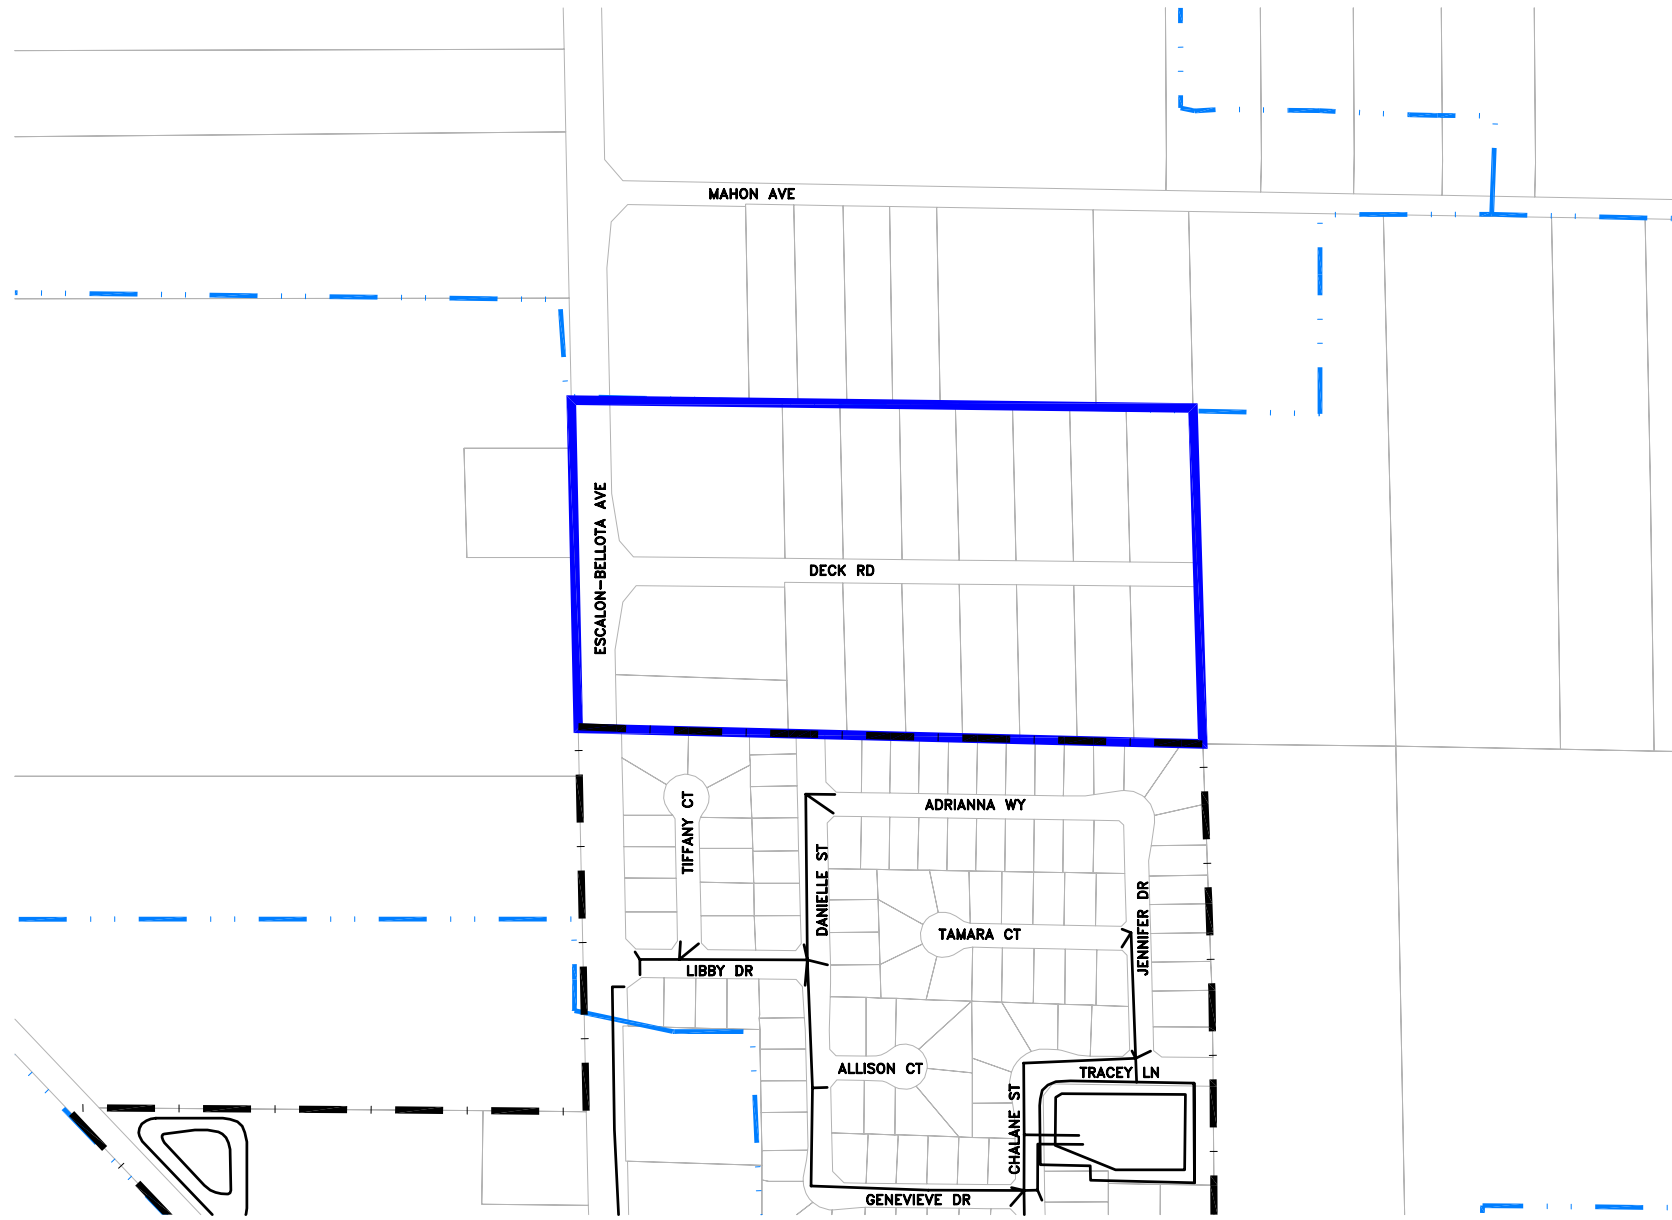 MAHON AVE
ESCALON-BELLOTA AVE
DECK RD
TIFFANY CT
ADRIANNA WY
DANIELLE ST
JENNIFER DR
TAMARA CT
LIBBY DR
ALLISON CT
TRACEY LN
CHALANE ST
GENEVIEVE DR